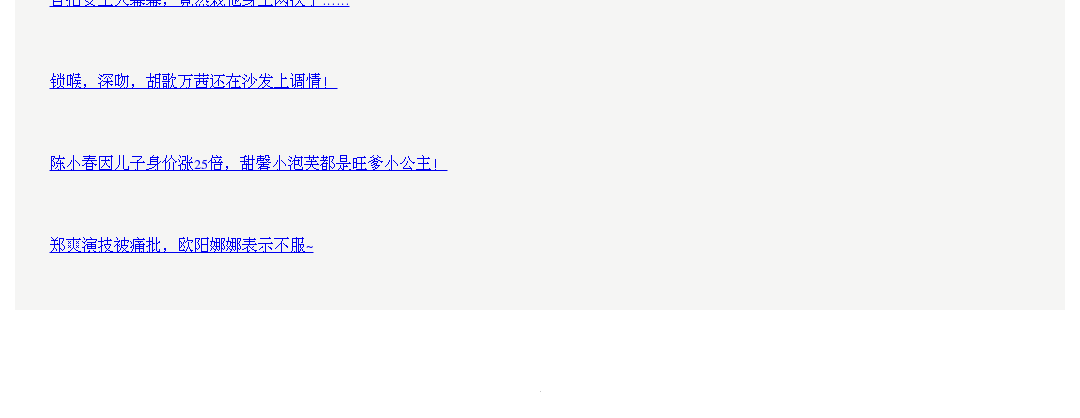 锁喉，深吻，胡歌万茜还在沙发上调情！
陈小春因儿子身价涨25倍，甜馨小泡芙都是旺爹小公主！
郑爽演技被痛批，欧阳娜娜表示不服~